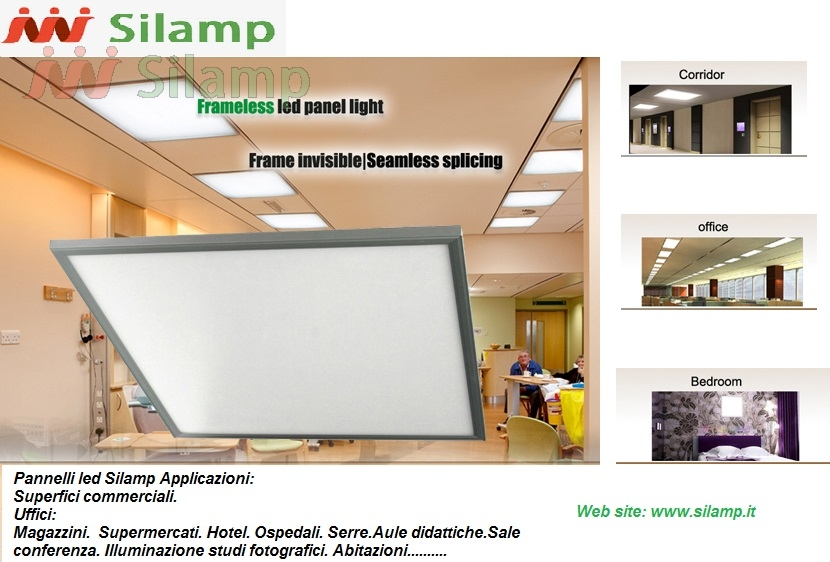 Silamp
Silamp
Frameless led panel light
Frame invisible|Seamless splicing
Corridor
office
Bedroom
Pannelli led Silamp Applicazioni:
Superfici commerciali.
Uffici:
Magazzini.  Supermercati. Hotel. Ospedali. Serre.Aule didattiche.Sale
conferenza. Illuminazione studi fotografici. Abitazioni..........
Web site: www.silamp.it